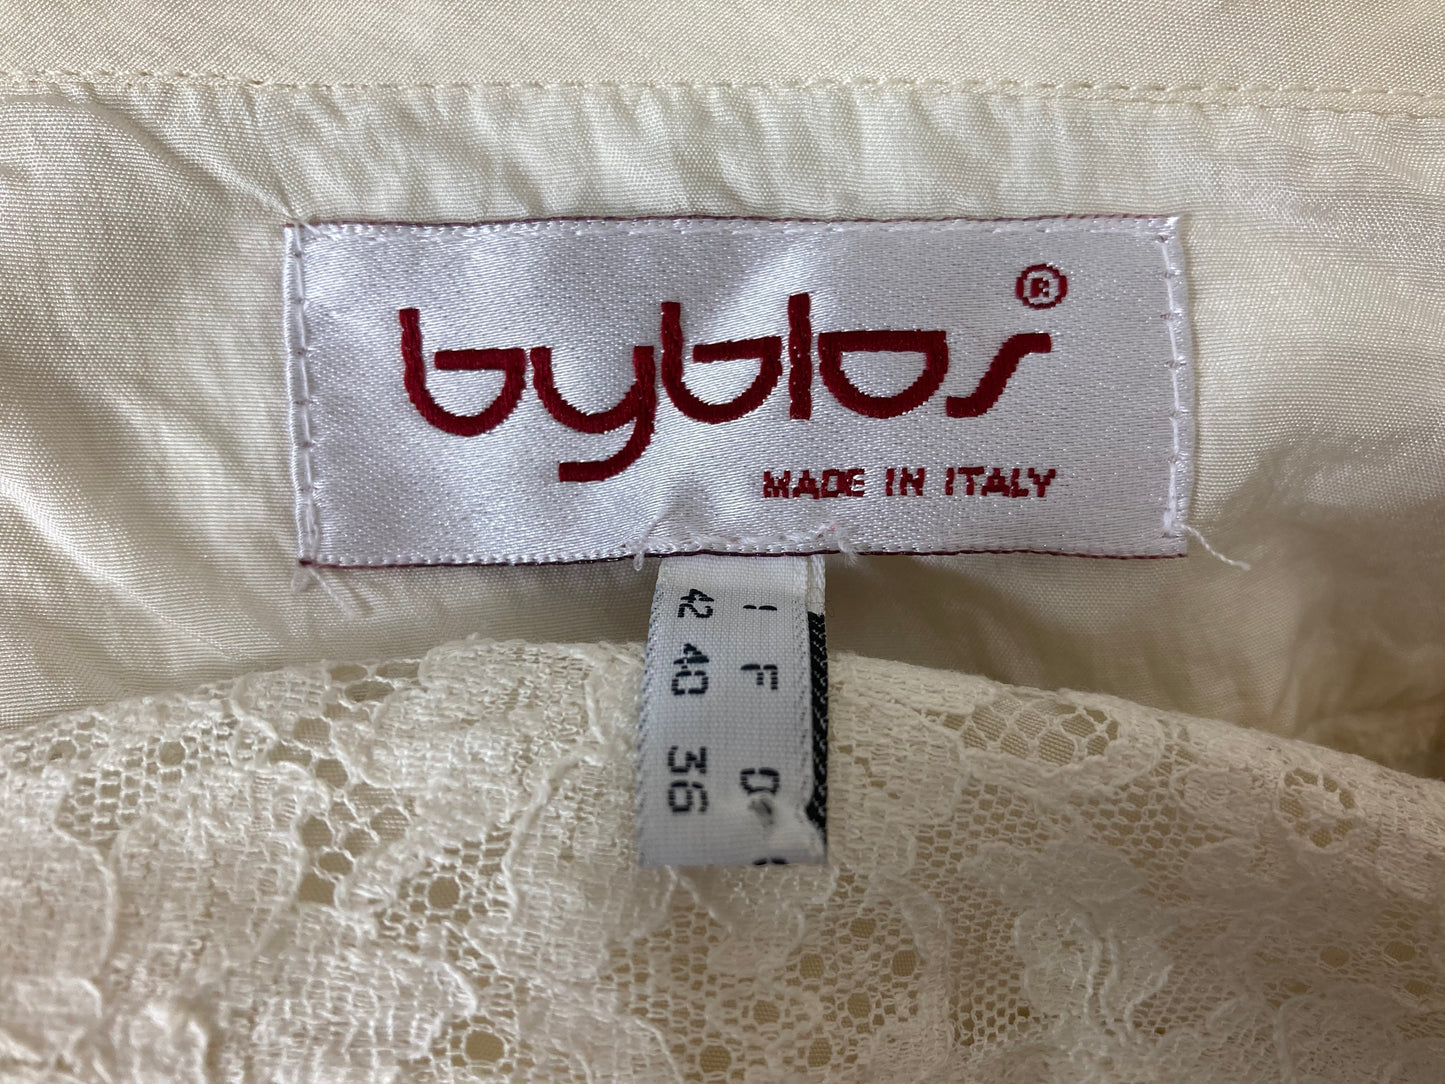 byblos ®
MADE IN ITALY
I F D
42 40 36